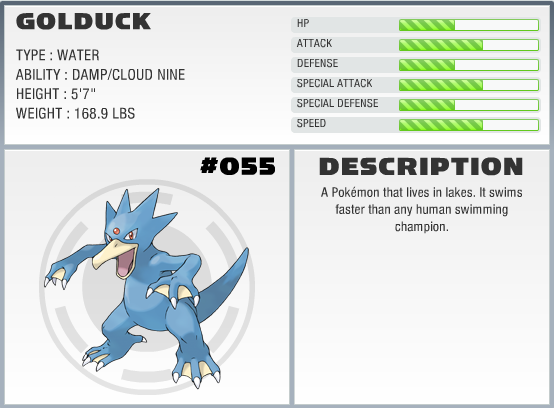 GOLDUCK
TYPE : WATER
ABILITY : DAMP/CLOUD NINE
HEIGHT : 5'7"
WEIGHT : 168.9 LBS
HP
ATTACK
DEFENSE
SPECIAL ATTACK
SPECIAL DEFENSE
SPEED
#055
DESCRIPTION
A Pokémon that lives in lakes. It swims
faster than any human swimming
champion.